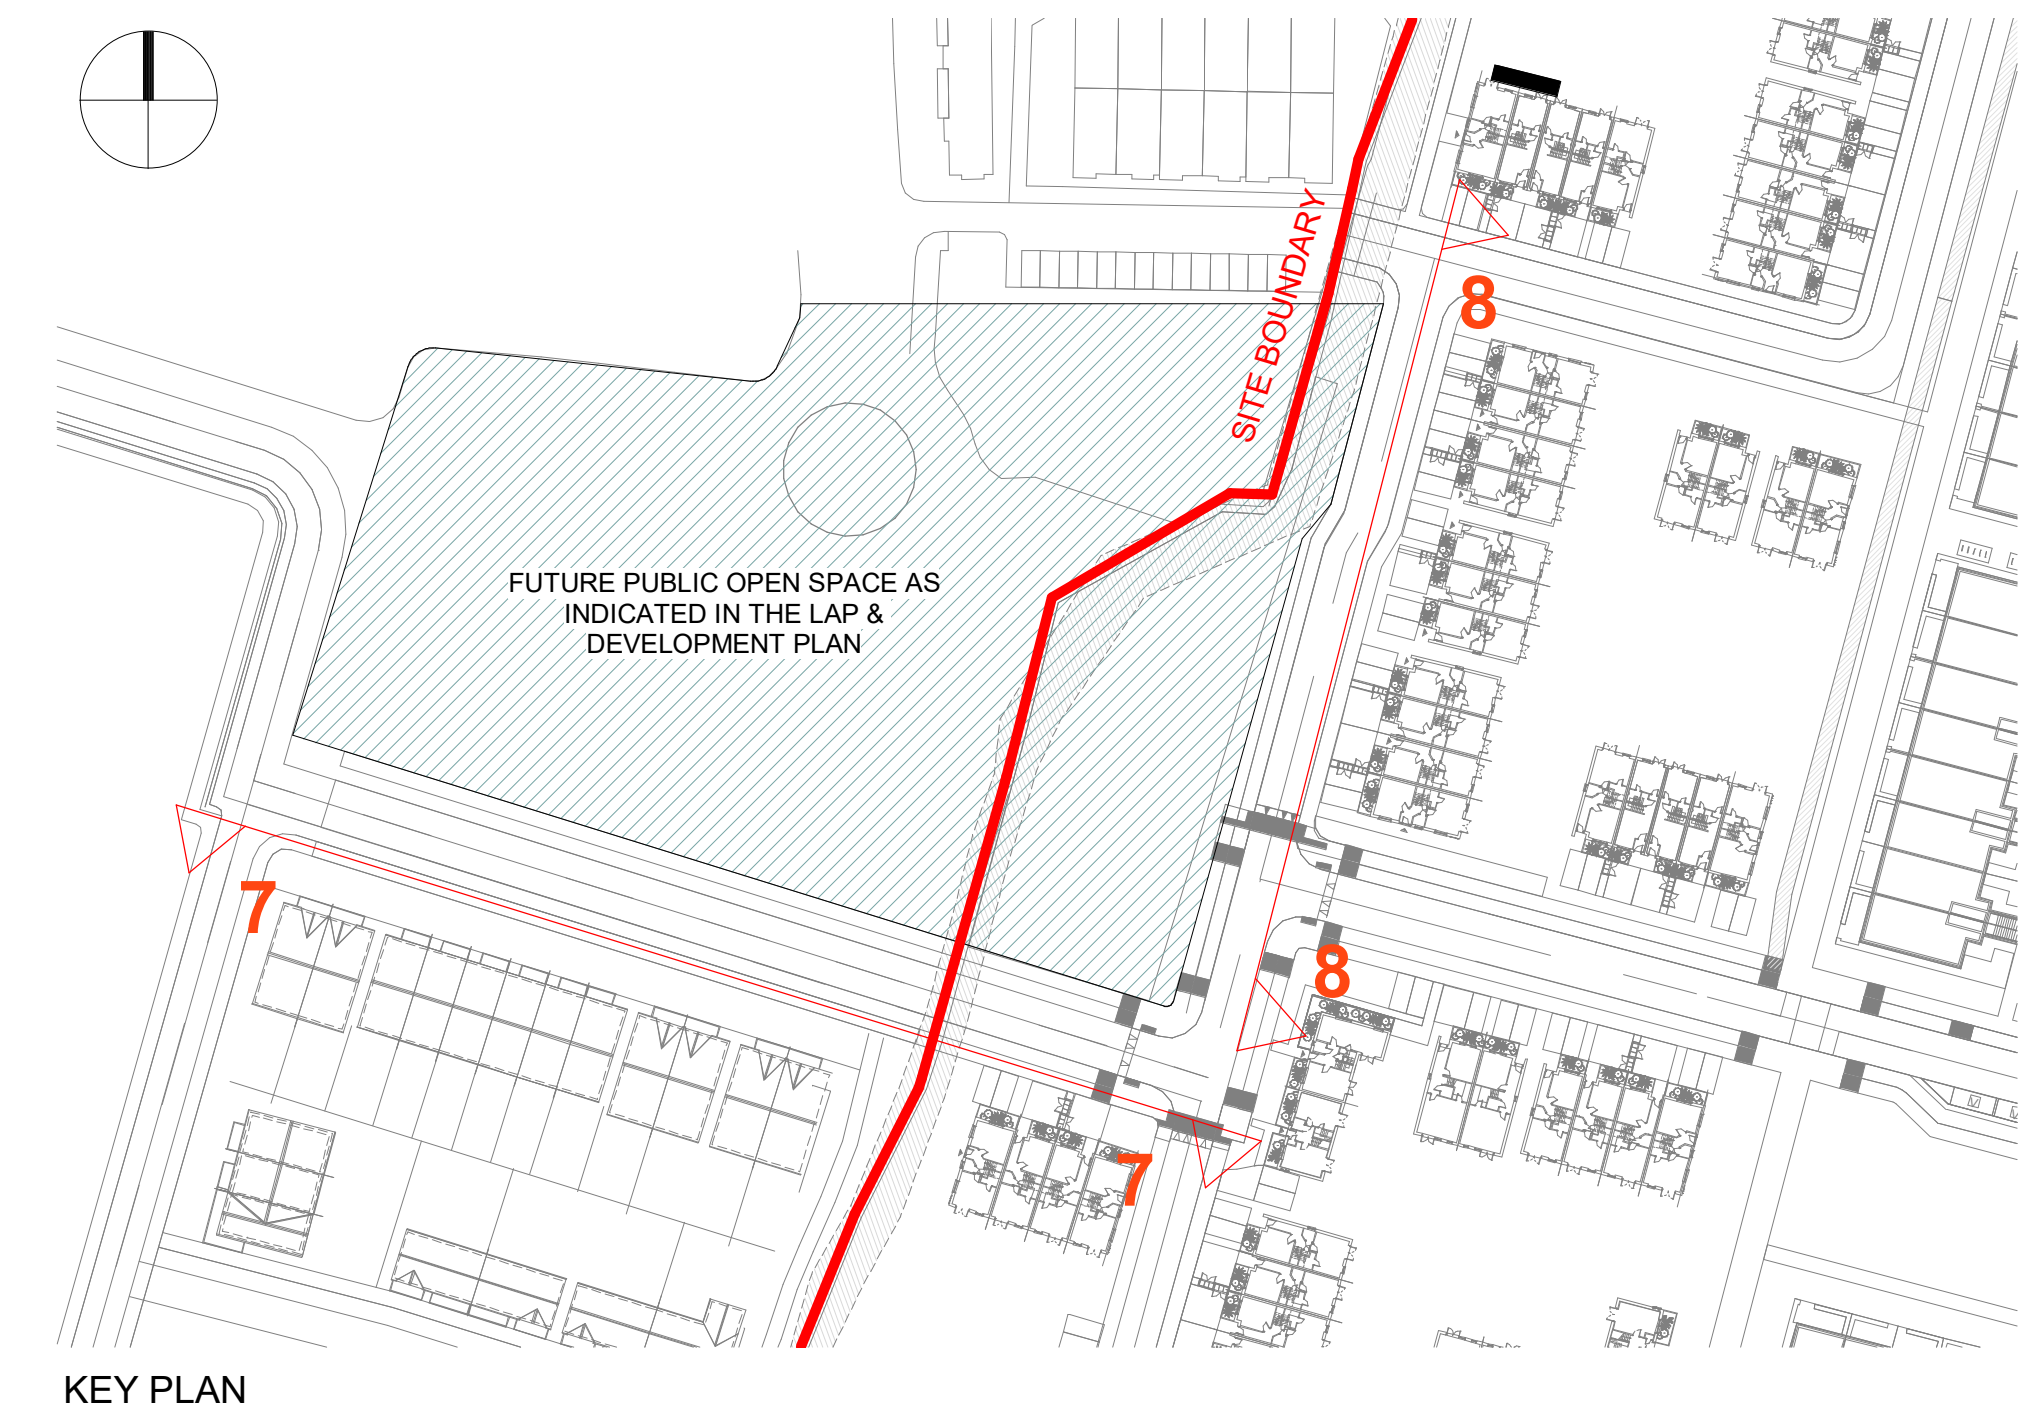 SITE BOUNDARY
8
FUTURE PUBLIC OPEN SPACE AS
INDICATED IN THE LAP &
DEVELOPMENT PLAN
7
8
7
KEY PLAN